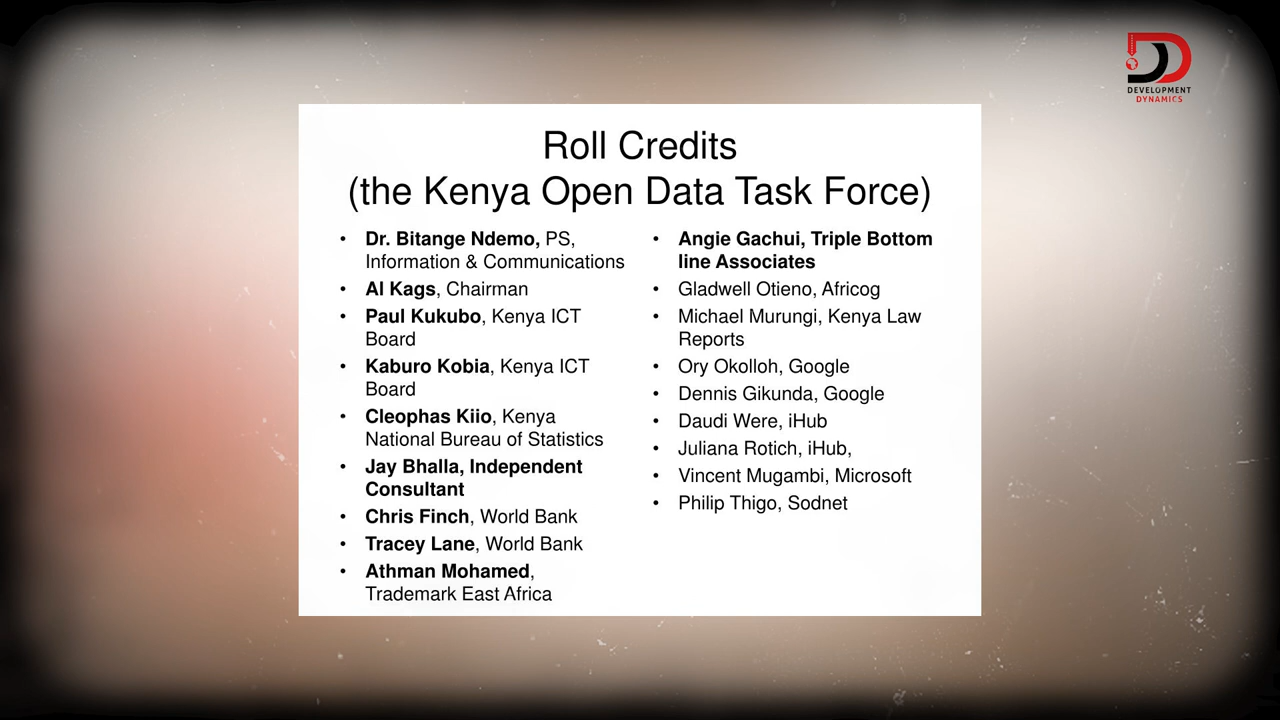 DEVELOPMENT
DYNAMICS
Roll Credits
(the Kenya Open Data Task Force)
• Dr. Bitange Ndemo, PS,
Information & Communications
• Al Kags, Chairman
• Paul Kukubo, Kenya ICT
Board
• Kaburo Kobia, Kenya ICT
Board
• Cleophas Kiio, Kenya
National Bureau of Statistics
• Jay Bhalla, Independent
Consultant
• Chris Finch, World Bank
• Tracey Lane, World Bank
• Athman Mohamed,
Trademark East Africa
• Angie Gachui, Triple Bottom
line Associates
• Gladwell Otieno, Africog
• Michael Murungi, Kenya Law
Reports
• Ory Okolloh, Google
• Dennis Gikunda, Google
• Daudi Were, iHub
• Juliana Rotich, iHub,
• Vincent Mugambi, Microsoft
• Philip Thigo, Sodnet